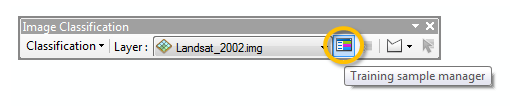 Image Classification
Classification Layer : Landsat_2002.img
Training sample manager